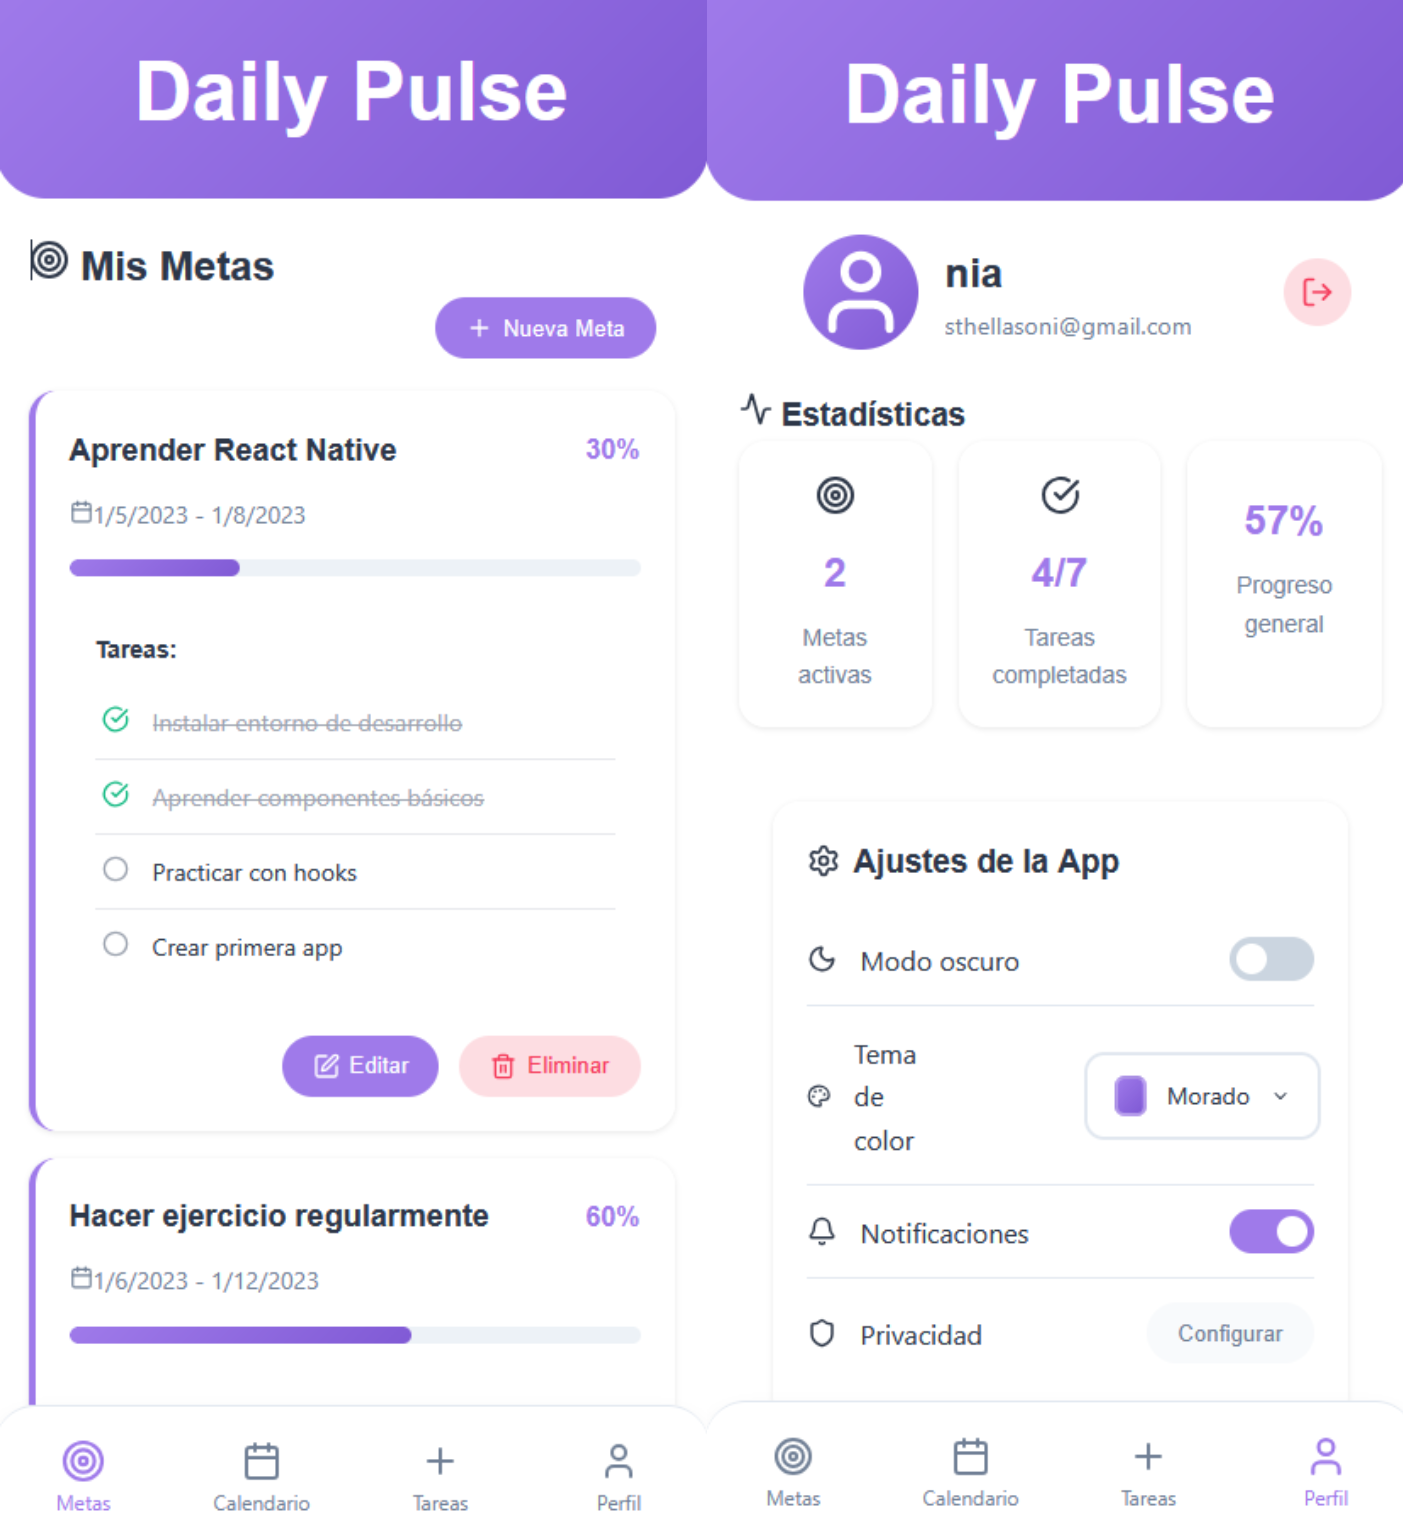 Daily Pulse
Mis Metas
Nueva Meta
Aprender React Native 30%
1/5/2023 - 1/8/2023
Tareas:
Instalar entorno de desarrollo
Aprender componentes básicos
Practicar con hooks
Crear primera app
Editar Eliminar
Hacer ejercicio regularmente 60%
1/6/2023 - 1/12/2023
Metas Calendario Tareas Perfil
Daily Pulse
nia
sthellasoni@gmail.com
Estadísticas
2
Metas
activas
4/7
Tareas
completadas
57%
Progreso
general
Ajustes de la App
Modo oscuro
Tema
de
color
Morado
Notificaciones
Privacidad Configurar
Metas Calendario Tareas Perfil